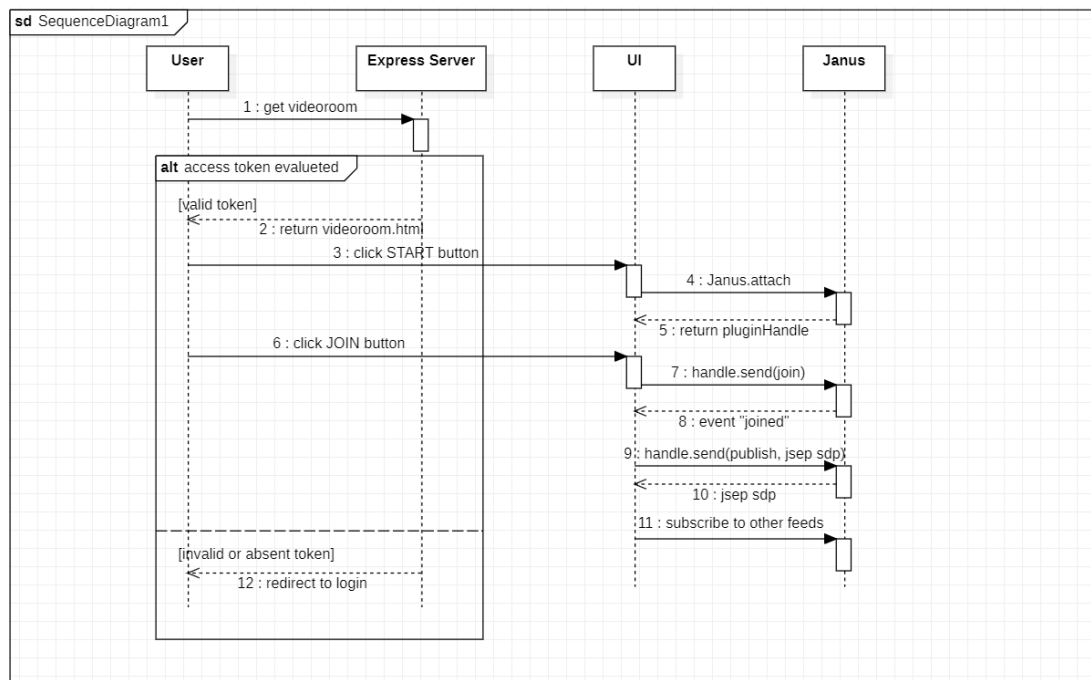 sd SequenceDiagram1
User
Express Server
UI
Janus
1 : get videoroom
alt access token evalueted
[valid token]
2 : return videoroom.html
3 : click START button
4 : Janus.attach
5 : return pluginHandle
6 : click JOIN button
7 : handle.send(join)
8 : event "joined"
9 : handle.send(publish, jsep sdp)
10 : jsep sdp
11 : subscribe to other feeds
[invalid or absent token]
12 : redirect to login